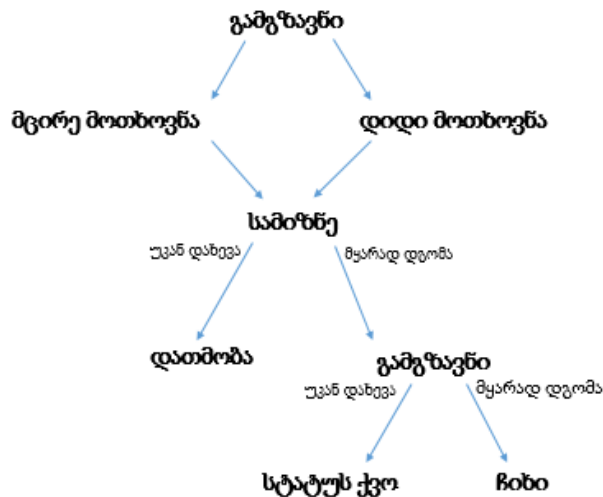 გამგზავნი
მცირე მოთხოვნა დიდი მოთხოვნა
სამიზნე
უკან დახევა მყარად დგომა
დათმობა გამგზავნი
უკან დახევა მყარად დგომა
სტატუს ქვო ჩიხი